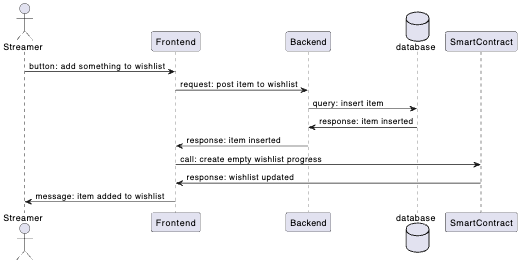 Streamer
Frontend
Backend
database
SmartContract
button: add something to wishlist
request: post item to wishlist
query: insert item
response: item inserted
response: item inserted
call: create empty wishlist progress
response: wishlist updated
message: item added to wishlist
Streamer
Frontend
Backend
database
SmartContract